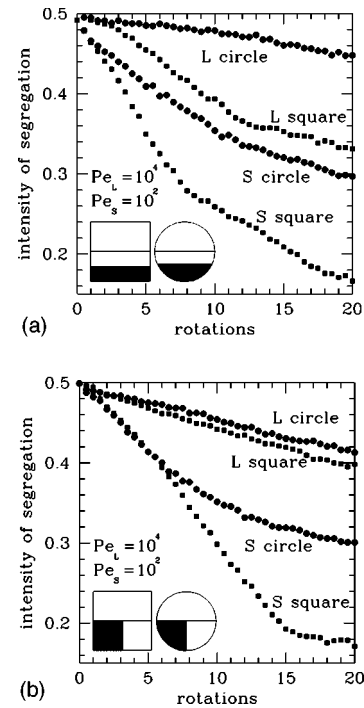 0.5
0.4
0.3
0.2
intensity of segregation
L circle
L square
S circle
S square
Pe_L = 10^4
Pe_S = 10^2
0 5 10 15 20
(a) rotations
0.5
0.4
0.3
0.2
intensity of segregation
L circle
L square
S circle
S square
Pe_L = 10^4
Pe_S = 10^2
0 5 10 15 20
(b) rotations